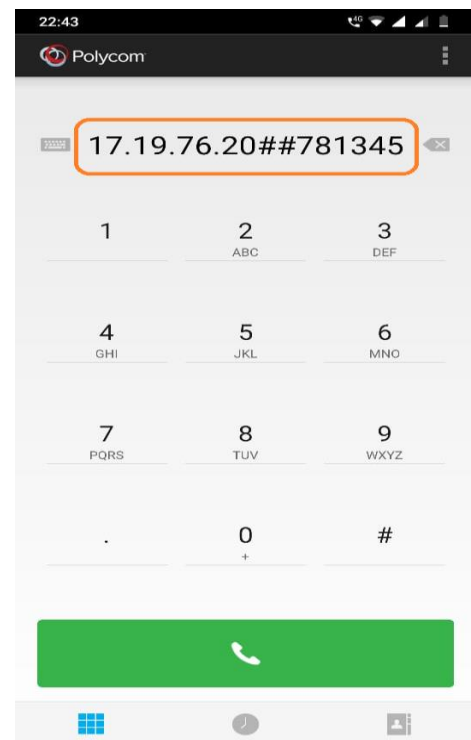 22:43
4G
Polycom
17.19.76.20##781345
1 2 3
ABC DEF
4 5 6
GHI JKL MNO
7 8 9
PQRS TUV WXYZ
. 0 #
+